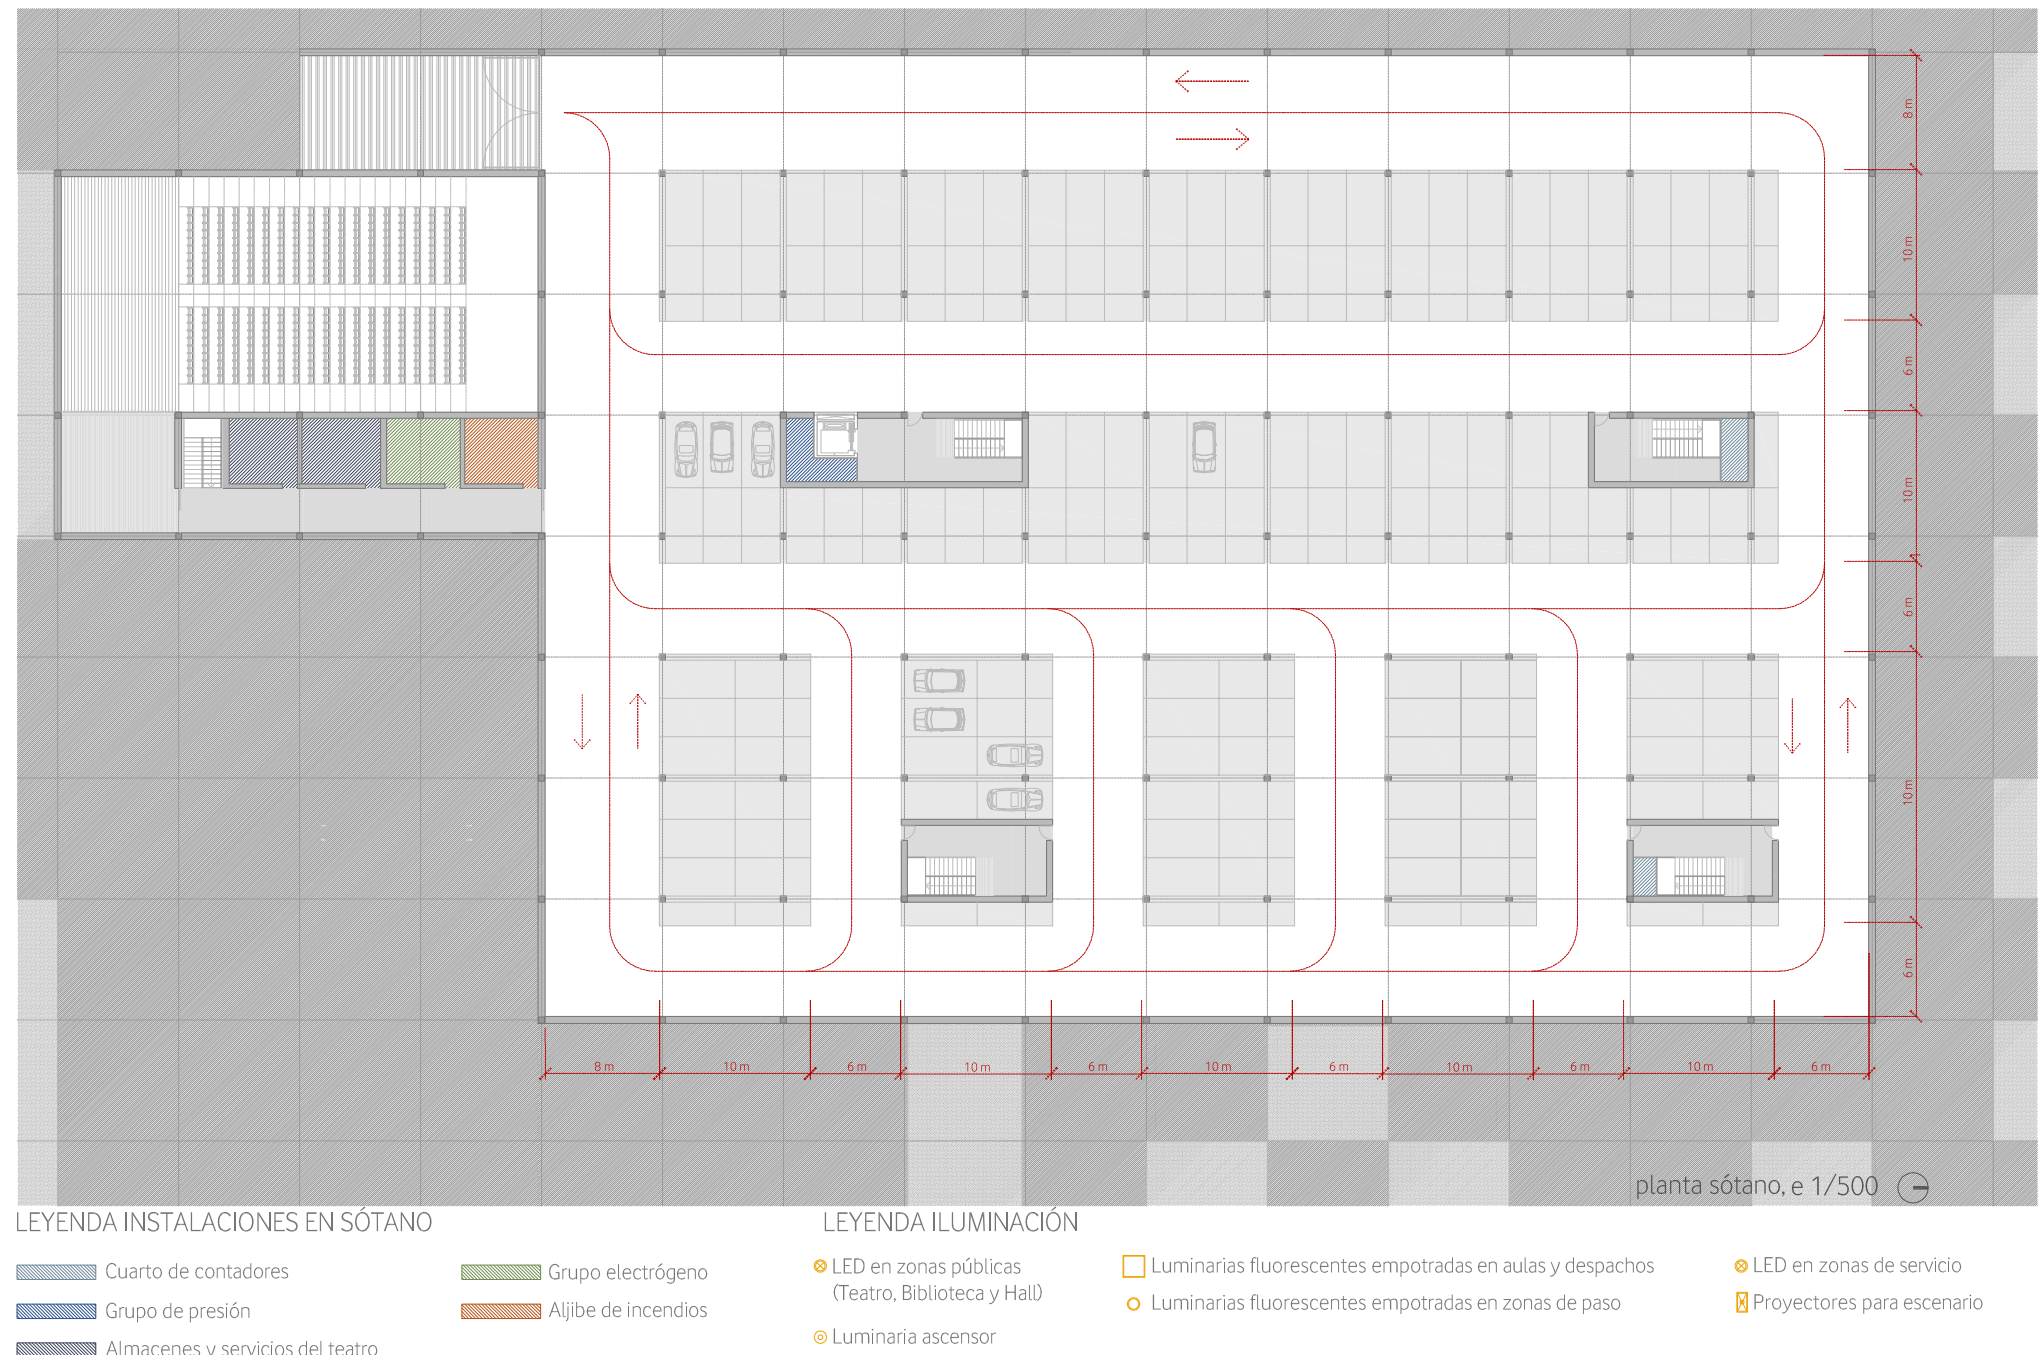 8 m
10 m
6 m
10 m
6 m
10 m
6 m
8 m
10 m
6 m
10 m
6 m
10 m
6 m
10 m
6 m
10 m
6 m
planta sótano, e 1/500
LEYENDA INSTALACIONES EN SÓTANO
Cuarto de contadores
Grupo de presión
Almacenes y servicios del teatro
Grupo electrógeno
Aljibe de incendios
LEYENDA ILUMINACIÓN
LED en zonas públicas
(Teatro, Biblioteca y Hall)
Luminaria ascensor
Luminarias fluorescentes empotradas en aulas y despachos
Luminarias fluorescentes empotradas en zonas de paso
LED en zonas de servicio
Proyectores para escenario